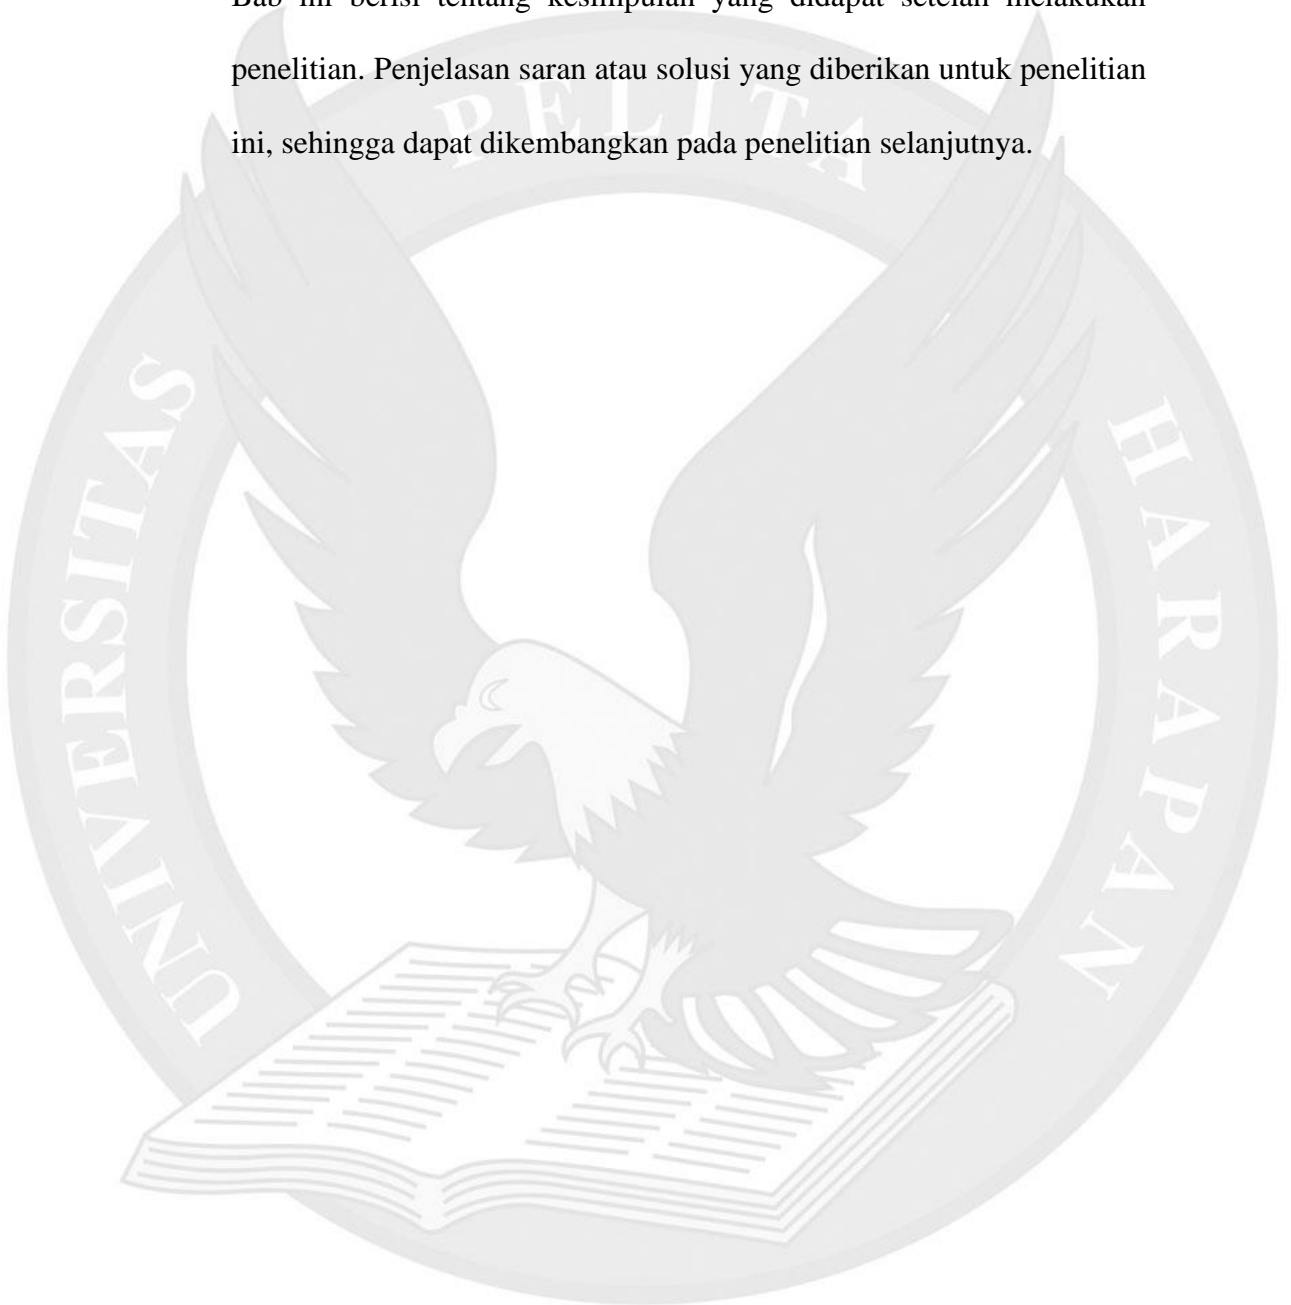 Bab ini berisi tentang kesimpulan yang didapat setelah melakukan
penelitian. Penjelasan saran atau solusi yang diberikan untuk penelitian
ini, sehingga dapat dikembangkan pada penelitian selanjutnya.
UNIVERSITAS PELITA HARAPAN